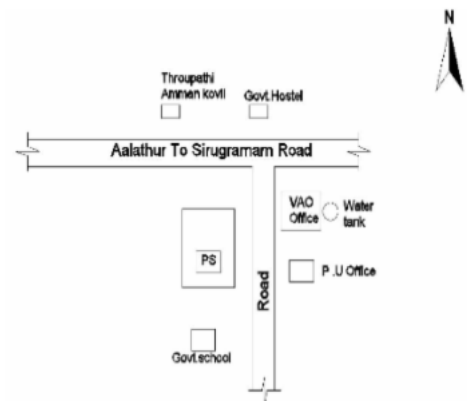 N
Throupathi
Amman kovil
Govt.Hostel
Aalathur To Sirugramam Road
VAO
Office
Water
tank
PS
P .U Office
Road
Govt.school